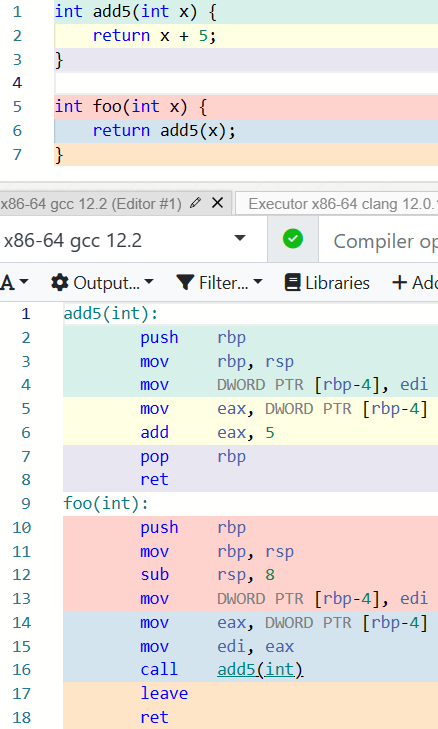 1 int add5(int x) {
2     return x + 5;
3 }
4
5 int foo(int x) {
6     return add5(x);
7 }
x86-64 gcc 12.2 (Editor #1) Executor x86-64 clang 12.0.
x86-64 gcc 12.2 Compiler op
A Output... Filter... Libraries + Add
1 add5(int):
2         push    rbp
3         mov     rbp, rsp
4         mov     DWORD PTR [rbp-4], edi
5         mov     eax, DWORD PTR [rbp-4]
6         add     eax, 5
7         pop     rbp
8         ret
9 foo(int):
10         push    rbp
11         mov     rbp, rsp
12         sub     rsp, 8
13         mov     DWORD PTR [rbp-4], edi
14         mov     eax, DWORD PTR [rbp-4]
15         mov     edi, eax
16         call    add5(int)
17         leave
18         ret